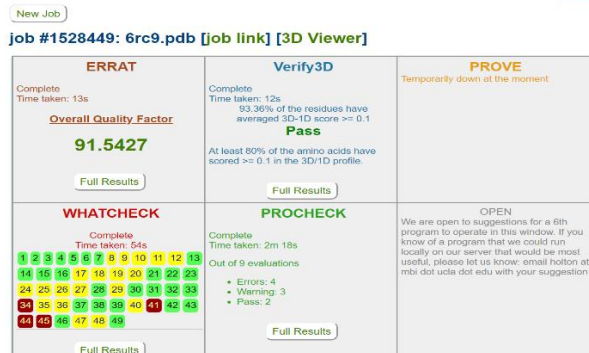 New Job
job #1528449: 6rc9.pdb [job link] [3D Viewer]
ERRAT
Complete
Time taken: 13s
Overall Quality Factor
91.5427
Full Results
Verify3D
Complete
Time taken: 12s
93.36% of the residues have
averaged 3D-1D score >= 0.1
Pass
At least 80% of the amino acids have
scored >= 0.1 in the 3D/1D profile.
Full Results
PROVE
Temporarily down at the moment
WHATCHECK
Complete
Time taken: 54s
1 2 3 4 5 6 7 8 9 10 11 12 13
14 15 16 17 18 19 20 21 22 23
24 25 26 27 28 29 30 31 32 33
34 35 36 37 38 39 40 41 42 43
44 45 46 47 48 49
Full Results
PROCHECK
Complete
Time taken: 2m 18s
Out of 9 evaluations
• Errors: 4
• Warning: 3
• Pass: 2
Full Results
OPEN
We are open to suggestions for a 6th
program to operate in this window. If you
know of a program that we could run
locally on our server that would be most
useful, please let us know: email holton at
mbi dot ucla dot edu with your suggestion